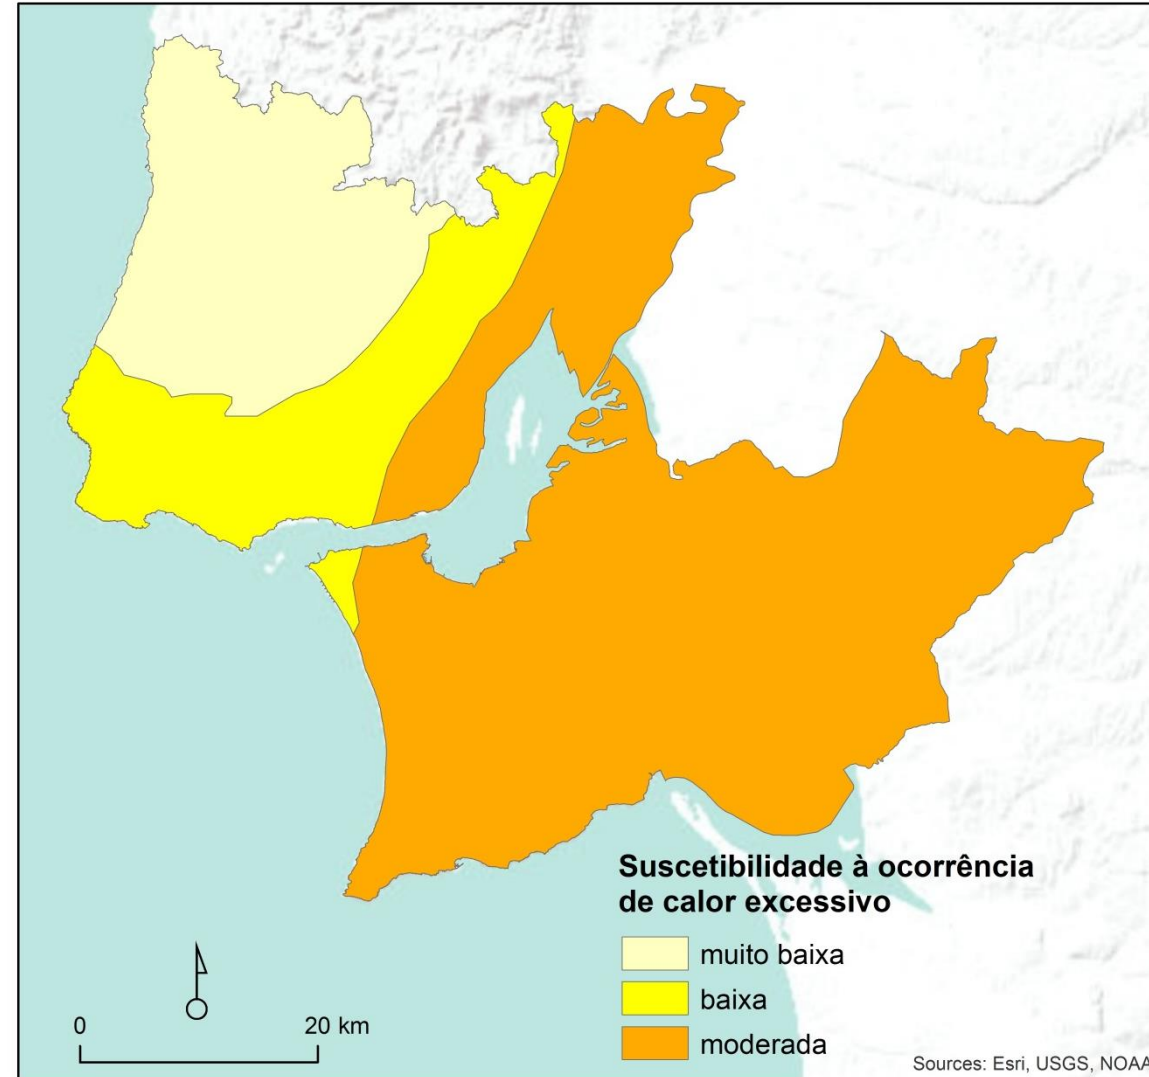 Suscetibilidade à ocorrência
de calor excessivo
muito baixa
baixa
moderada
0 20 km
Sources: Esri, USGS, NOAA